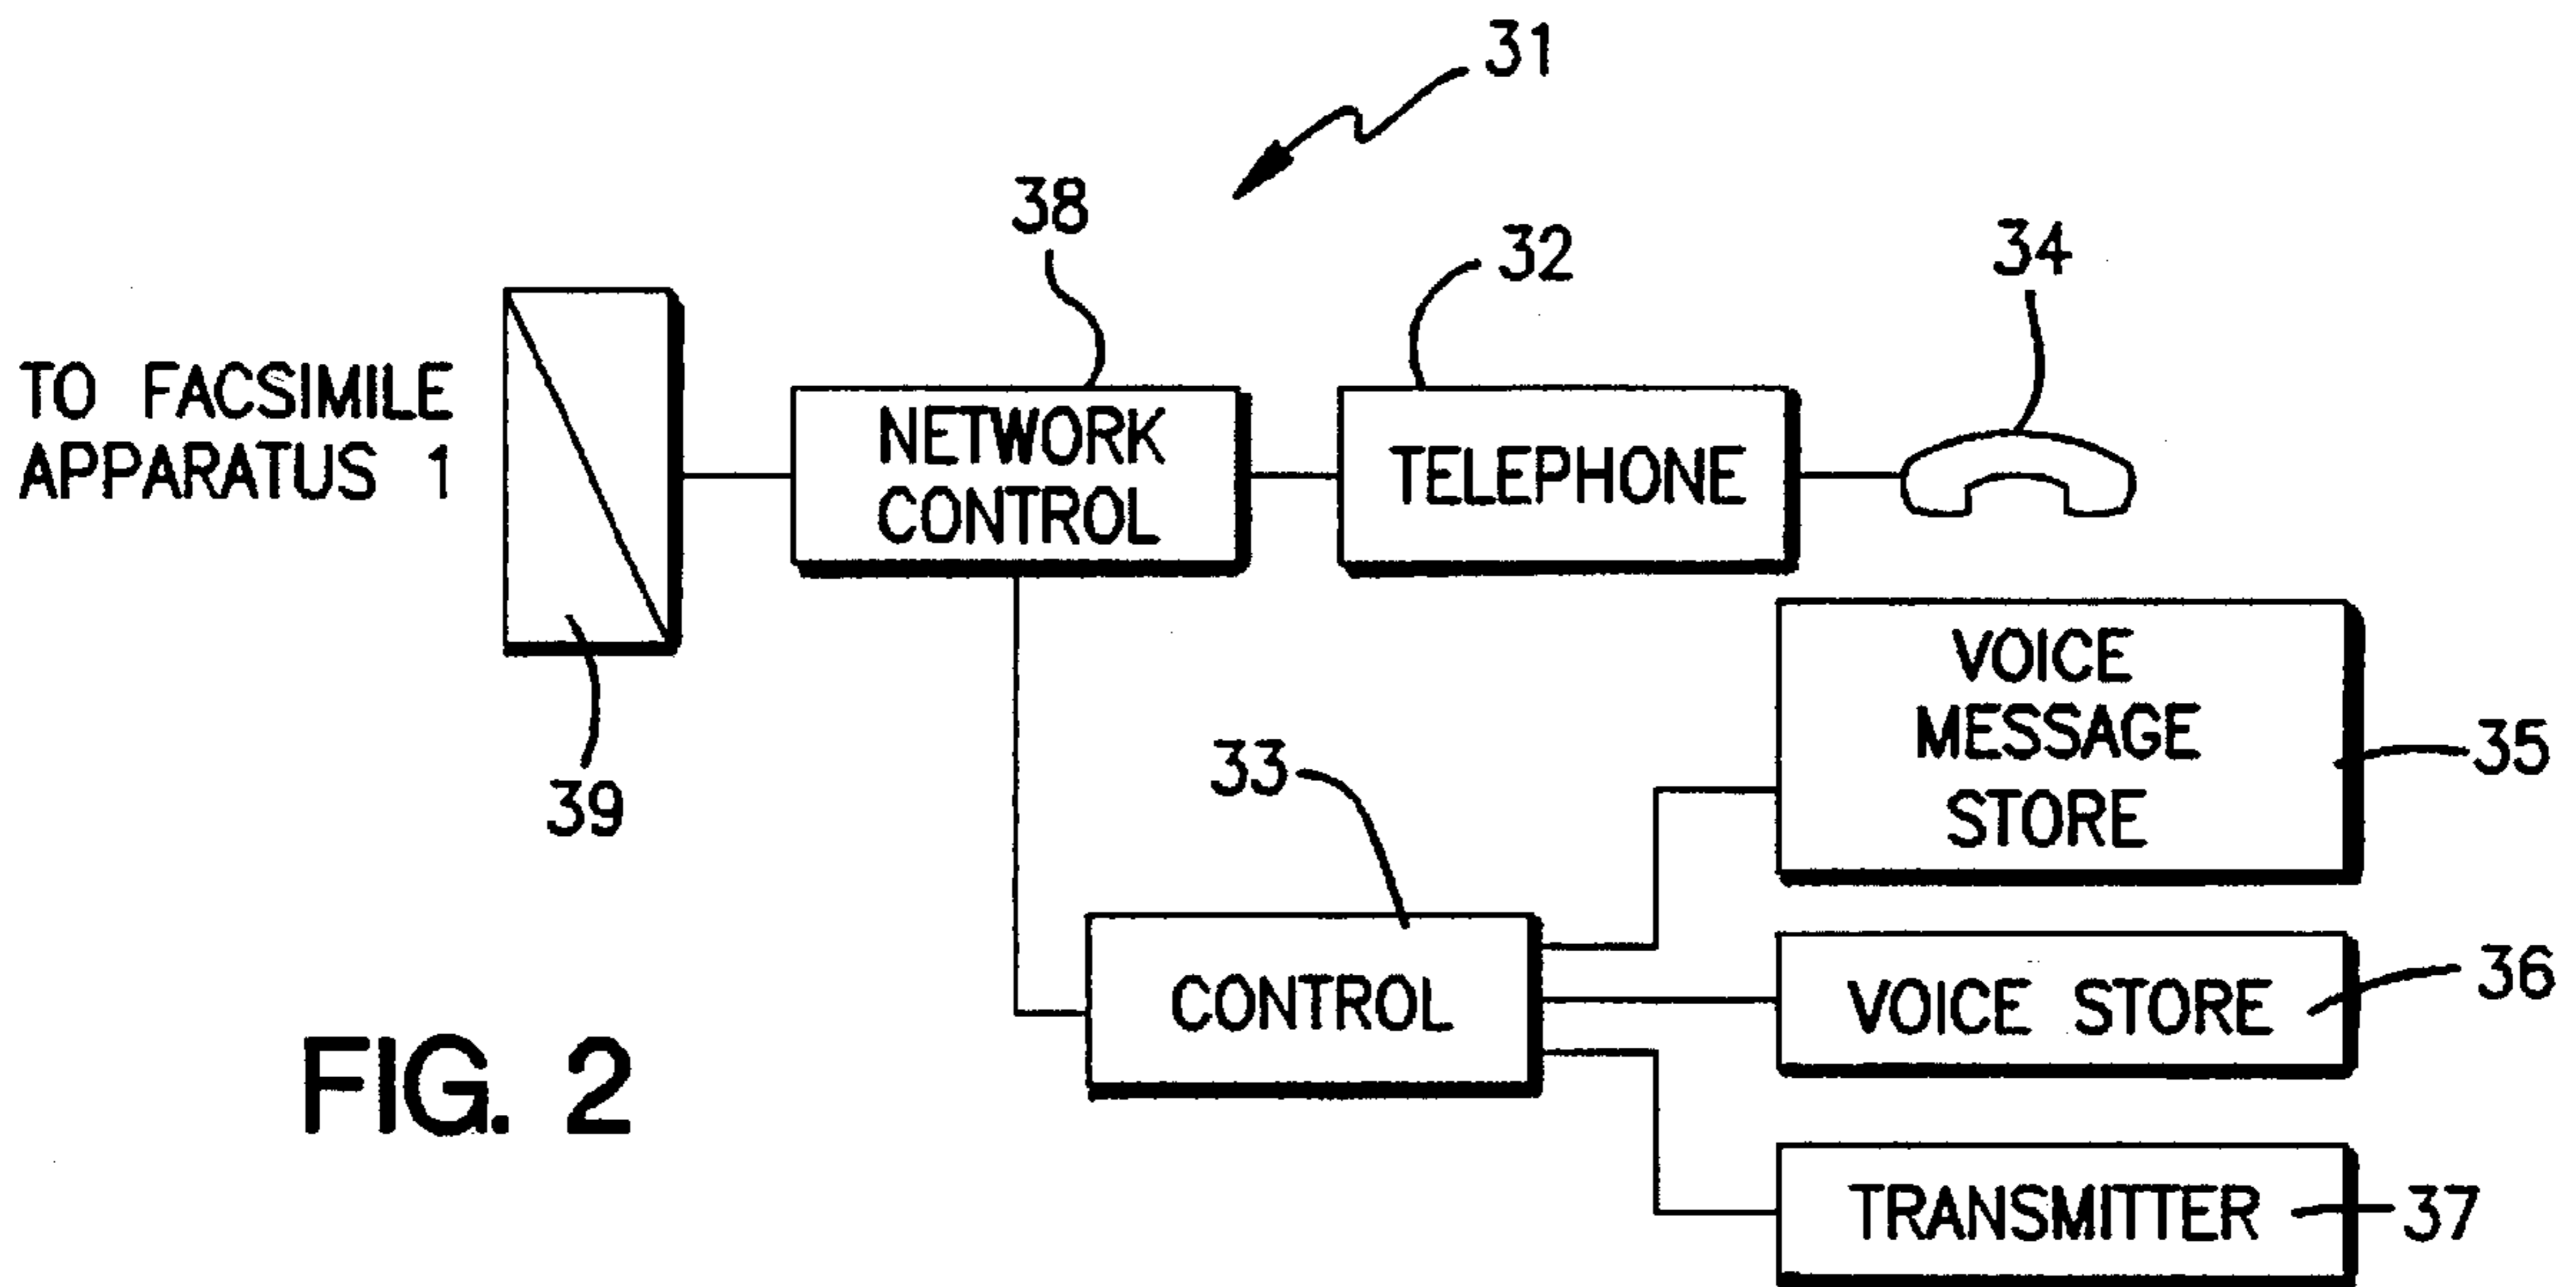 31
38
32
34
TO FACSIMILE
APPARATUS 1
NETWORK
CONTROL
TELEPHONE
39
33
VOICE
MESSAGE
STORE
35
CONTROL
VOICE STORE
36
TRANSMITTER
37
FIG. 2